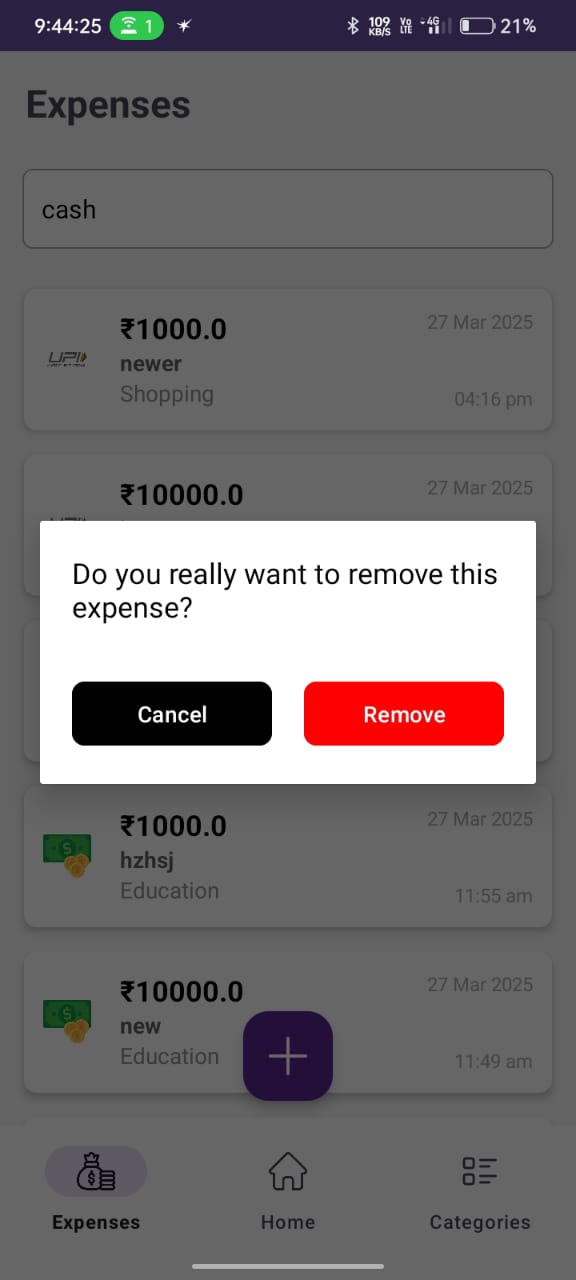 9:44:25 1 109 KB/S Vo LTE 4G 21%
Expenses
cash
₹1000.0 27 Mar 2025
UPI newer
Shopping 04:16 pm
₹10000.0 27 Mar 2025
Do you really want to remove this
expense?
Cancel Remove
₹1000.0 27 Mar 2025
hzhsj
Education 11:55 am
₹10000.0 27 Mar 2025
new
Education 11:49 am
Expenses Home Categories